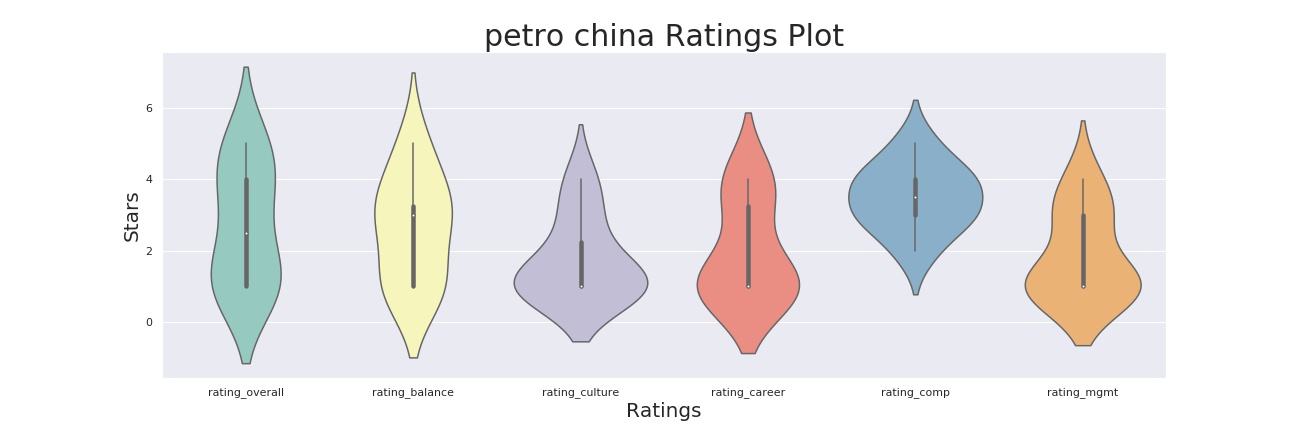 petro china Ratings Plot
6
4
2
0
Stars
rating_overall rating_balance rating_culture rating_career rating_comp rating_mgmt
Ratings